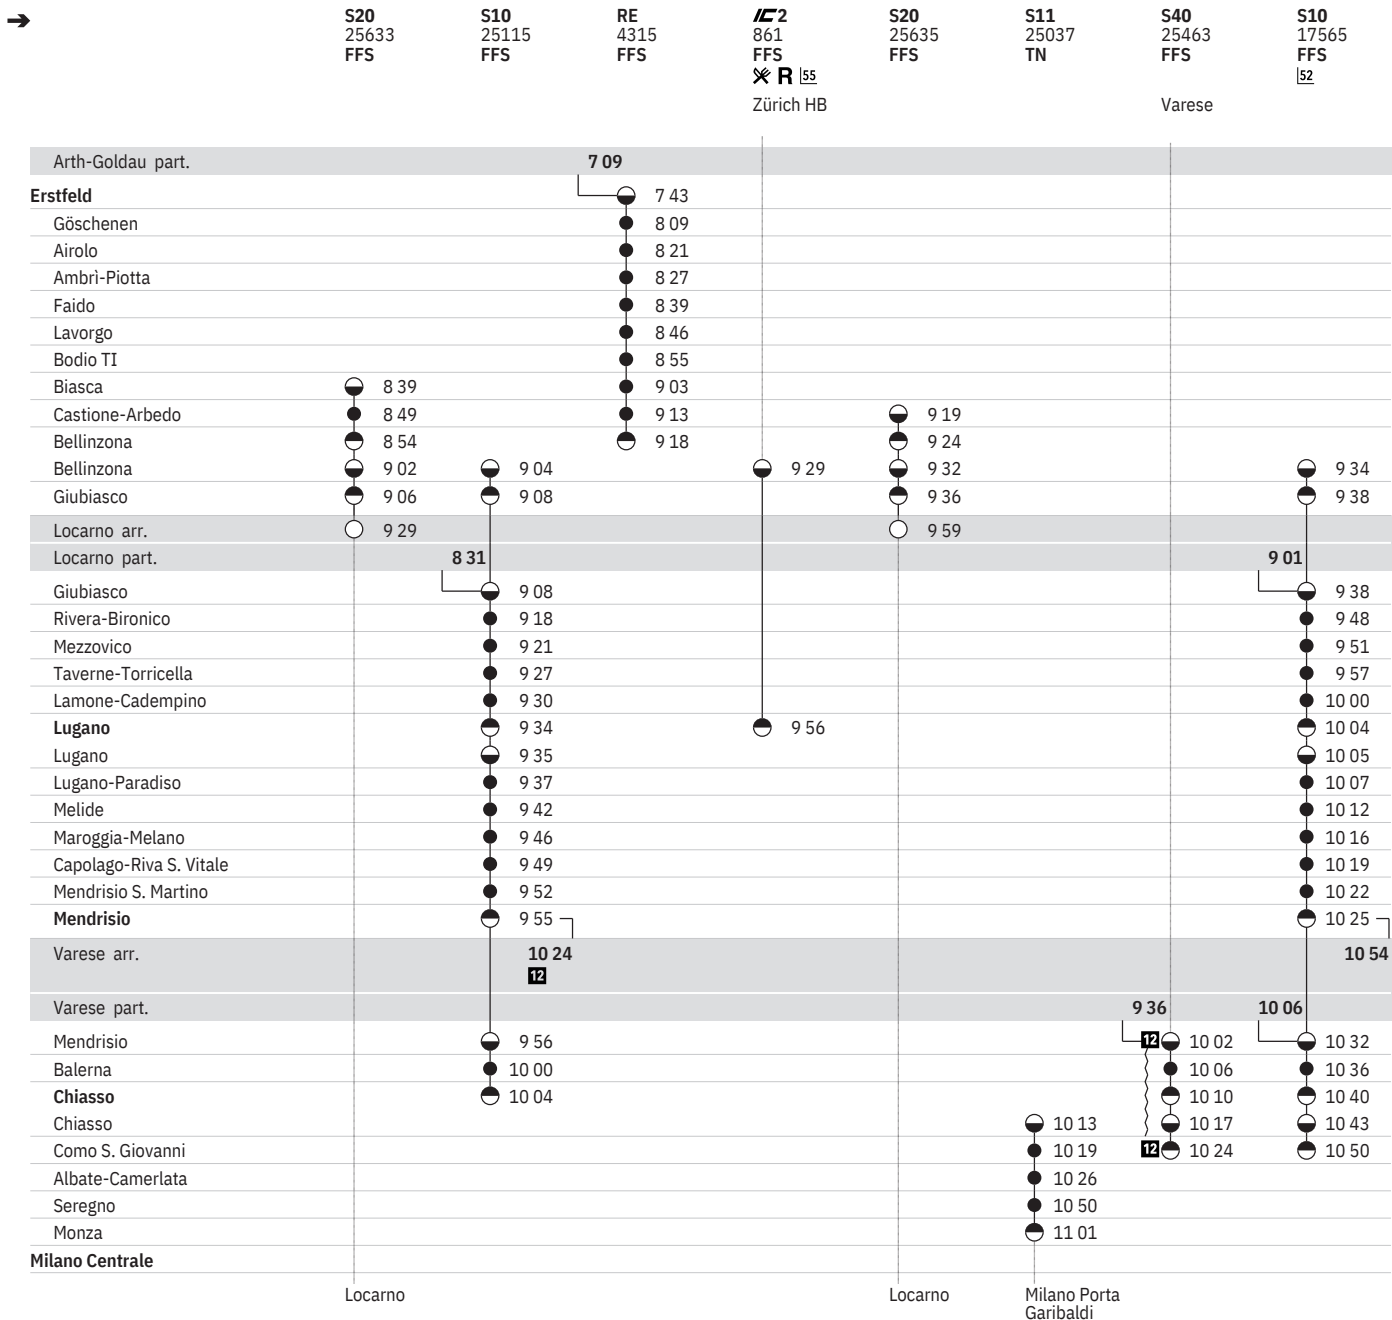 ➔ S20 S10 RE IC2 S20 S11 S40 S10
25633 25115 4315 861 25635 25037 25463 17565
FFS FFS FFS FFS FFS TN FFS FFS
R 55 52
Zürich HB Varese
Arth-Goldau part. 7 09
Erstfeld 7 43
Göschenen 8 09
Airolo 8 21
Ambrì-Piotta 8 27
Faido 8 39
Lavorgo 8 46
Bodio TI 8 55
Biasca 8 39 9 03
Castione-Arbedo 8 49 9 13 9 19
Bellinzona 8 54 9 18 9 24
Bellinzona 9 02 9 04 9 29 9 32 9 34
Giubiasco 9 06 9 08 9 36 9 38
Locarno arr. 9 29 9 59
Locarno part. 8 31 9 01
Giubiasco 9 08 9 38
Rivera-Bironico 9 18 9 48
Mezzovico 9 21 9 51
Taverne-Torricella 9 27 9 57
Lamone-Cadempino 9 30 10 00
Lugano 9 34 9 56 10 04
Lugano 9 35 10 05
Lugano-Paradiso 9 37 10 07
Melide 9 42 10 12
Maroggia-Melano 9 46 10 16
Capolago-Riva S. Vitale 9 49 10 19
Mendrisio S. Martino 9 52 10 22
Mendrisio 9 55 10 25
Varese arr. 10 24 10 54
12
Varese part. 9 36 10 06
Mendrisio 9 56 12 10 02 10 32
Balerna 10 00 10 06 10 36
Chiasso 10 04 10 10 10 40
Chiasso 10 13 10 17 10 43
Como S. Giovanni 10 19 12 10 24 10 50
Albate-Camerlata 10 26
Seregno 10 50
Monza 11 01
Milano Centrale
Locarno Locarno Milano Porta
Garibaldi